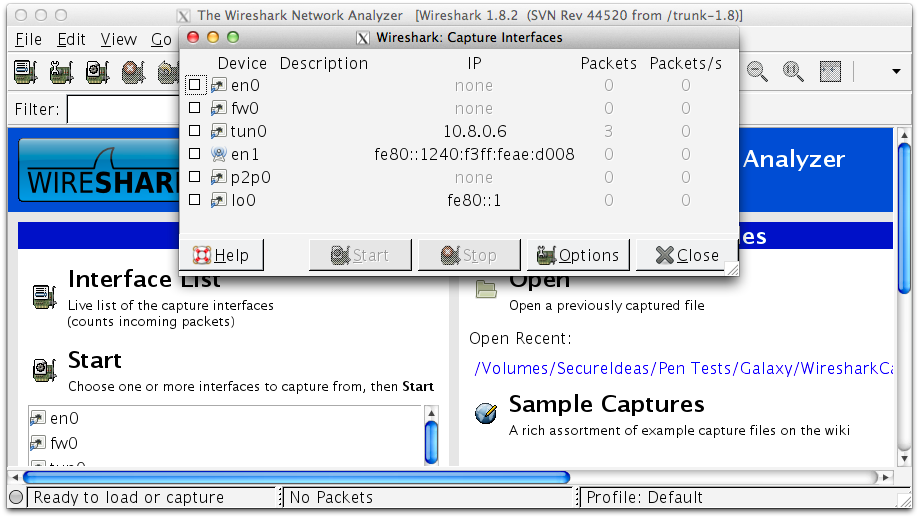 The Wireshark Network Analyzer [Wireshark 1.8.2 (SVN Rev 44520 from /trunk-1.8)]
File Edit View Go
Wireshark: Capture Interfaces
Device Description IP Packets Packets/s
en0 none 0 0
fw0 none 0 0
tun0 10.8.0.6 3 0
en1 fe80::1240:f3ff:feae:d008 0 0
p2p0 none 0 0
lo0 fe80::1 0 0
Help Start Stop Options Close
Filter:
WIRESHAR
Analyzer
es
Interface List
Live list of the capture interfaces
(counts incoming packets)
Start
Choose one or more interfaces to capture from, then Start
en0
fw0
tun0
Open
Open a previously captured file
Open Recent:
/Volumes/SecureIdeas/Pen Tests/Galaxy/WiresharkCa
Sample Captures
A rich assortment of example capture files on the wiki
Ready to load or capture No Packets Profile: Default